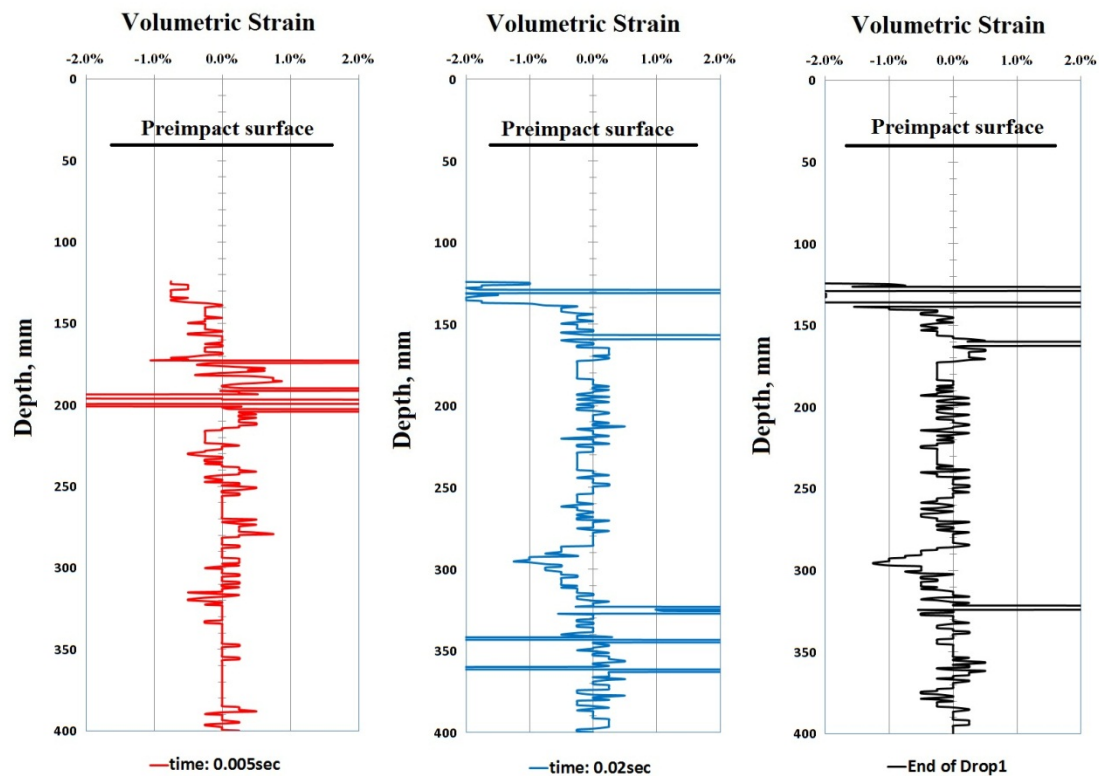 Volumetric Strain
-2.0% -1.0% 0.0% 1.0% 2.0%
0
Preimpact surface
50
100
150
200
250
300
350
400
Depth, mm
time: 0.005sec
Volumetric Strain
-2.0% -1.0% 0.0% 1.0% 2.0%
0
Preimpact surface
50
100
150
200
250
300
350
400
Depth, mm
time: 0.02sec
Volumetric Strain
-2.0% -1.0% 0.0% 1.0% 2.0%
0
Preimpact surface
50
100
150
200
250
300
350
400
Depth, mm
End of Drop1